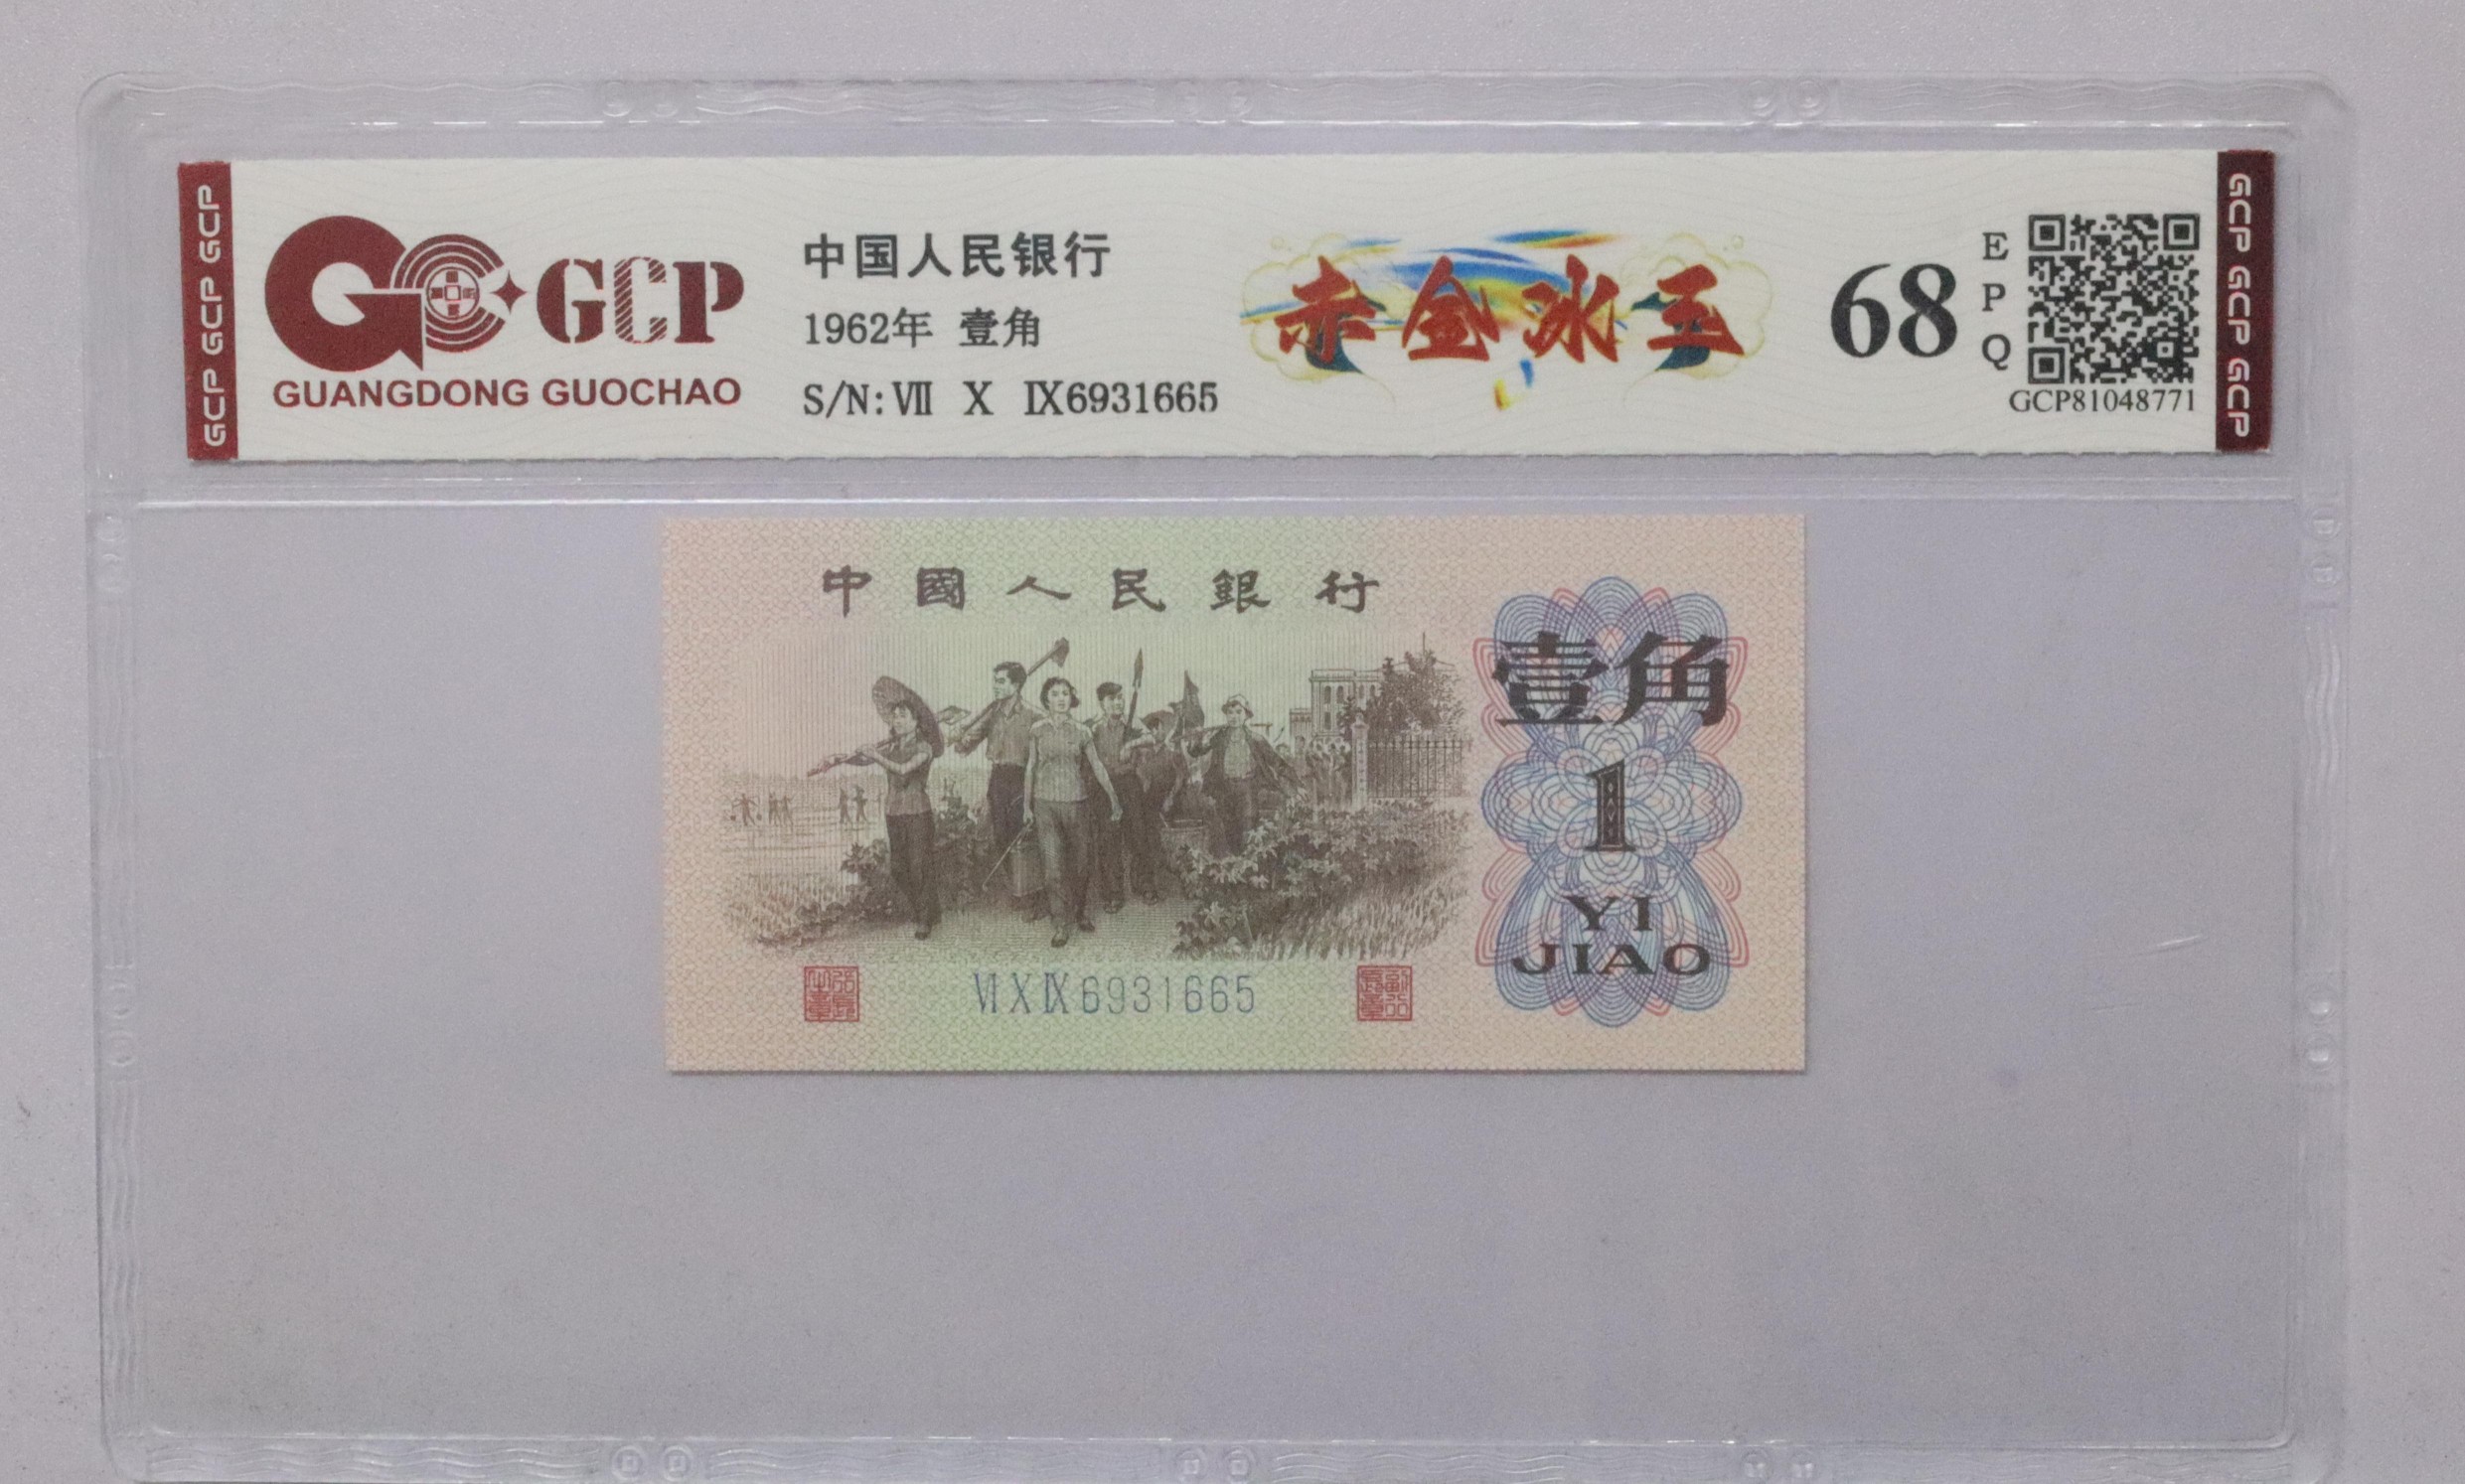 GCP GCP GCP
GCP
GUANGDONG GUOCHAO
中国人民银行
1962年 壹角
S/N: Ⅶ Ⅹ Ⅸ6931665
赤金冰玉
68
E
P
Q
GCP81048771
GCP GCP GCP
中國人民銀行
壹角
1
YI
JIAO
ⅥⅩⅨ6931665